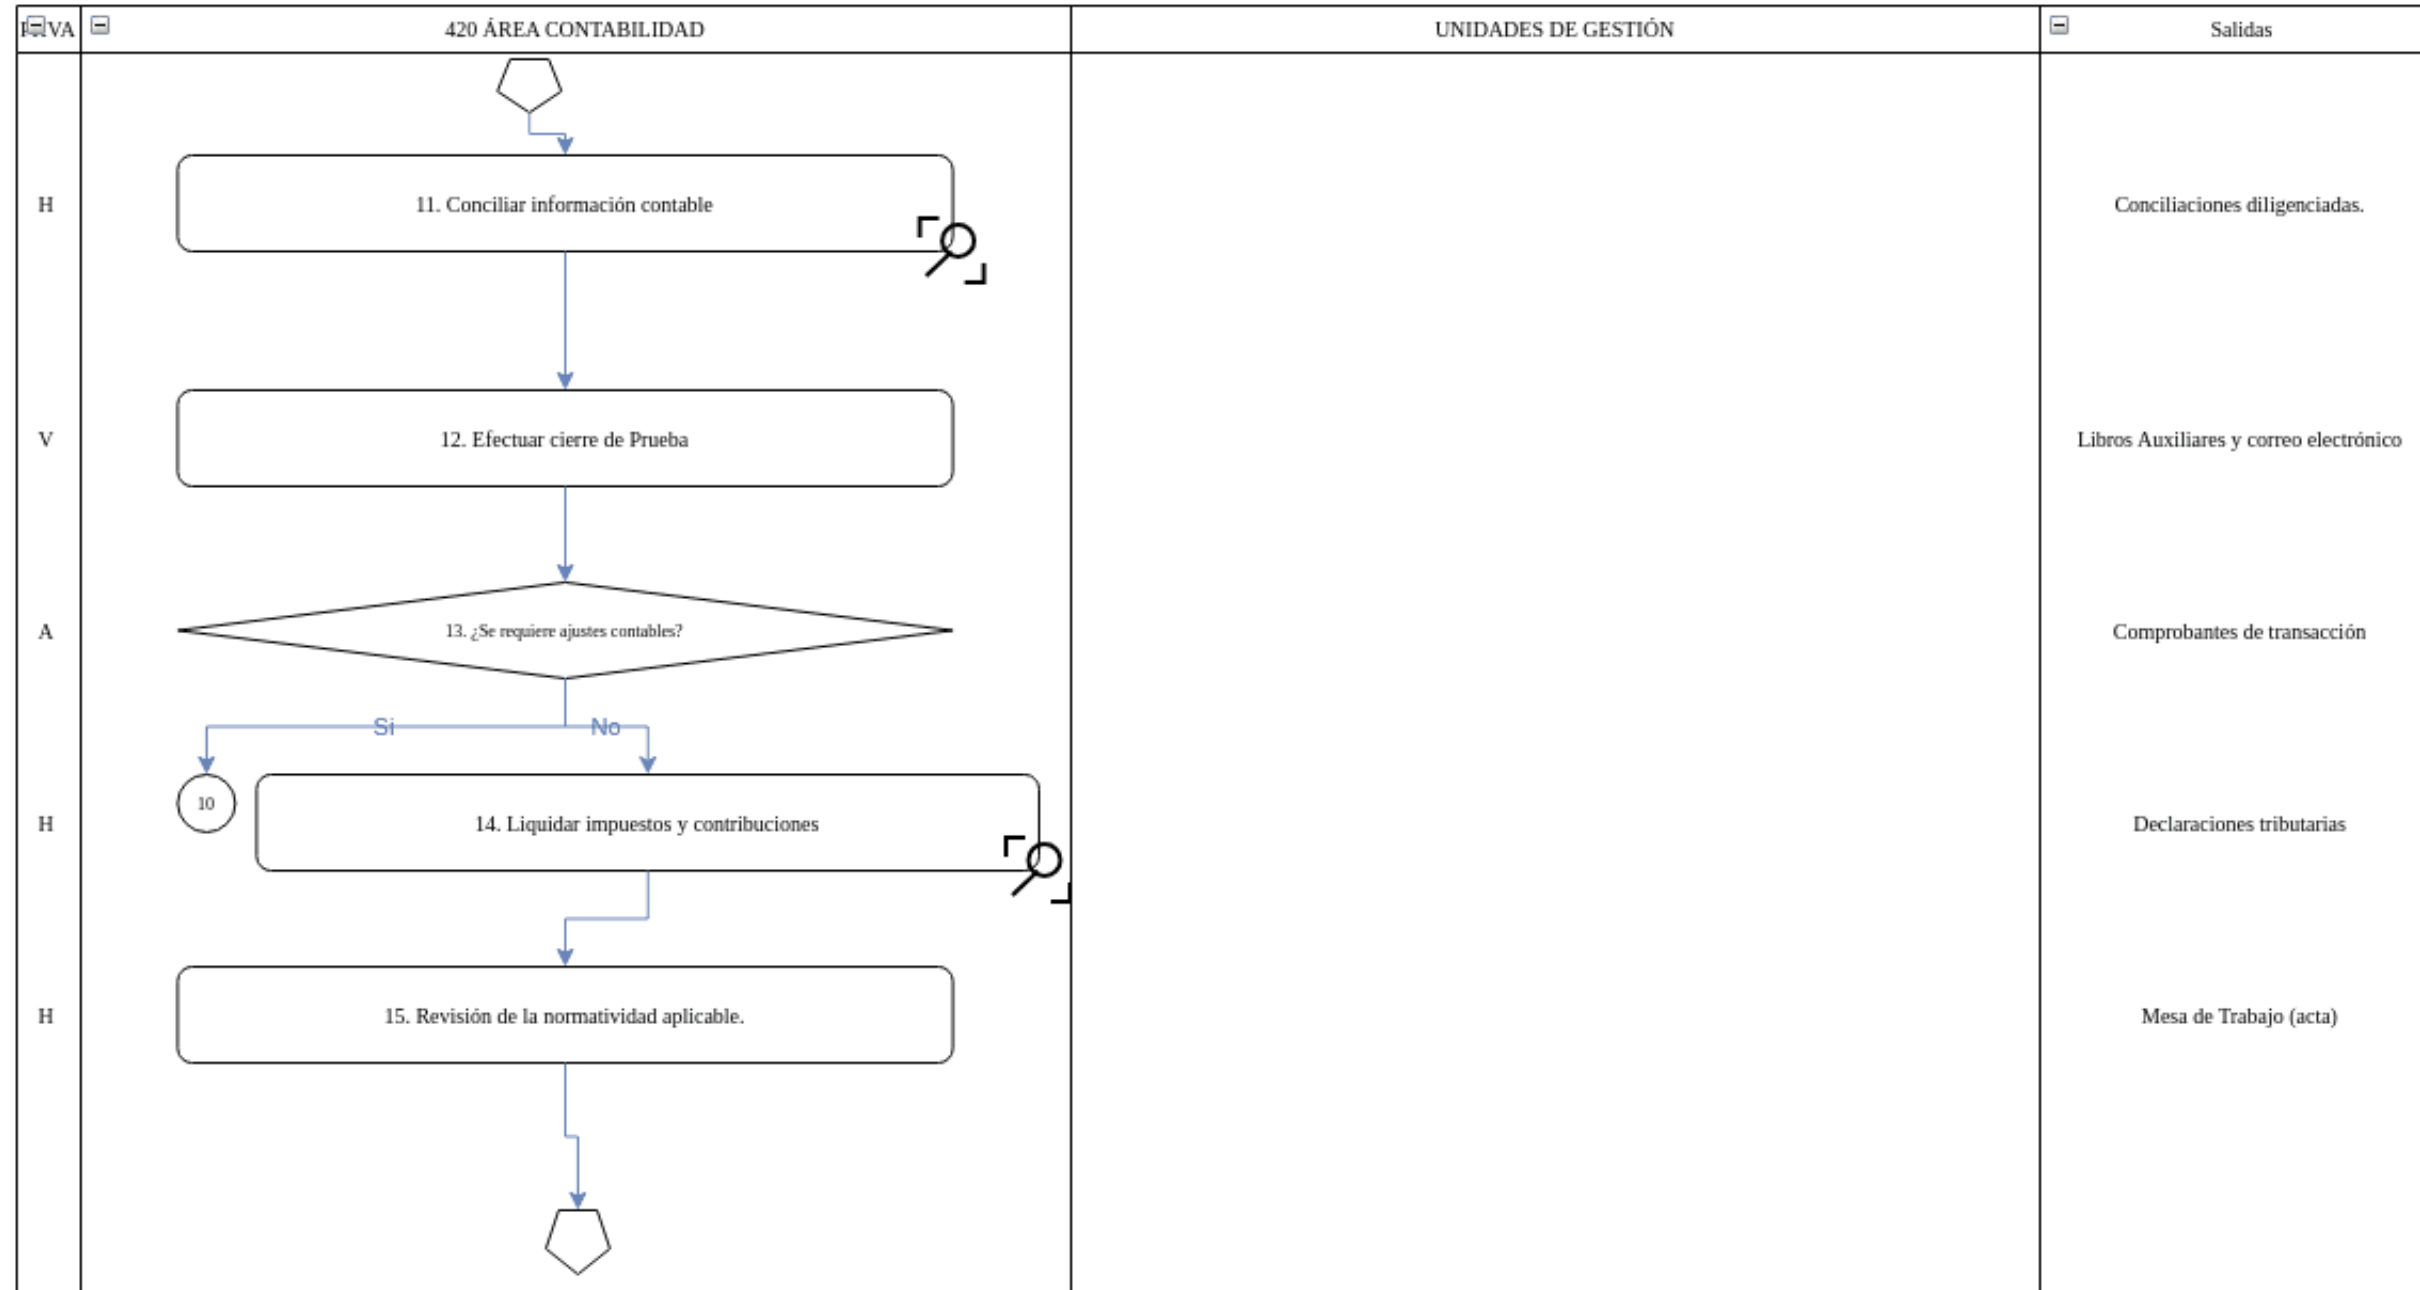 420 ÁREA CONTABILIDAD
UNIDADES DE GESTIÓN
Salidas
H
11. Conciliar información contable
Conciliaciones diligenciadas.
V
12. Efectuar cierre de Prueba
Libros Auxiliares y correo electrónico
A
13. ¿Se requiere ajustes contables?
Comprobantes de transacción
Si
No
H
10
14. Liquidar impuestos y contribuciones
Declaraciones tributarias
H
15. Revisión de la normatividad aplicable.
Mesa de Trabajo (acta)